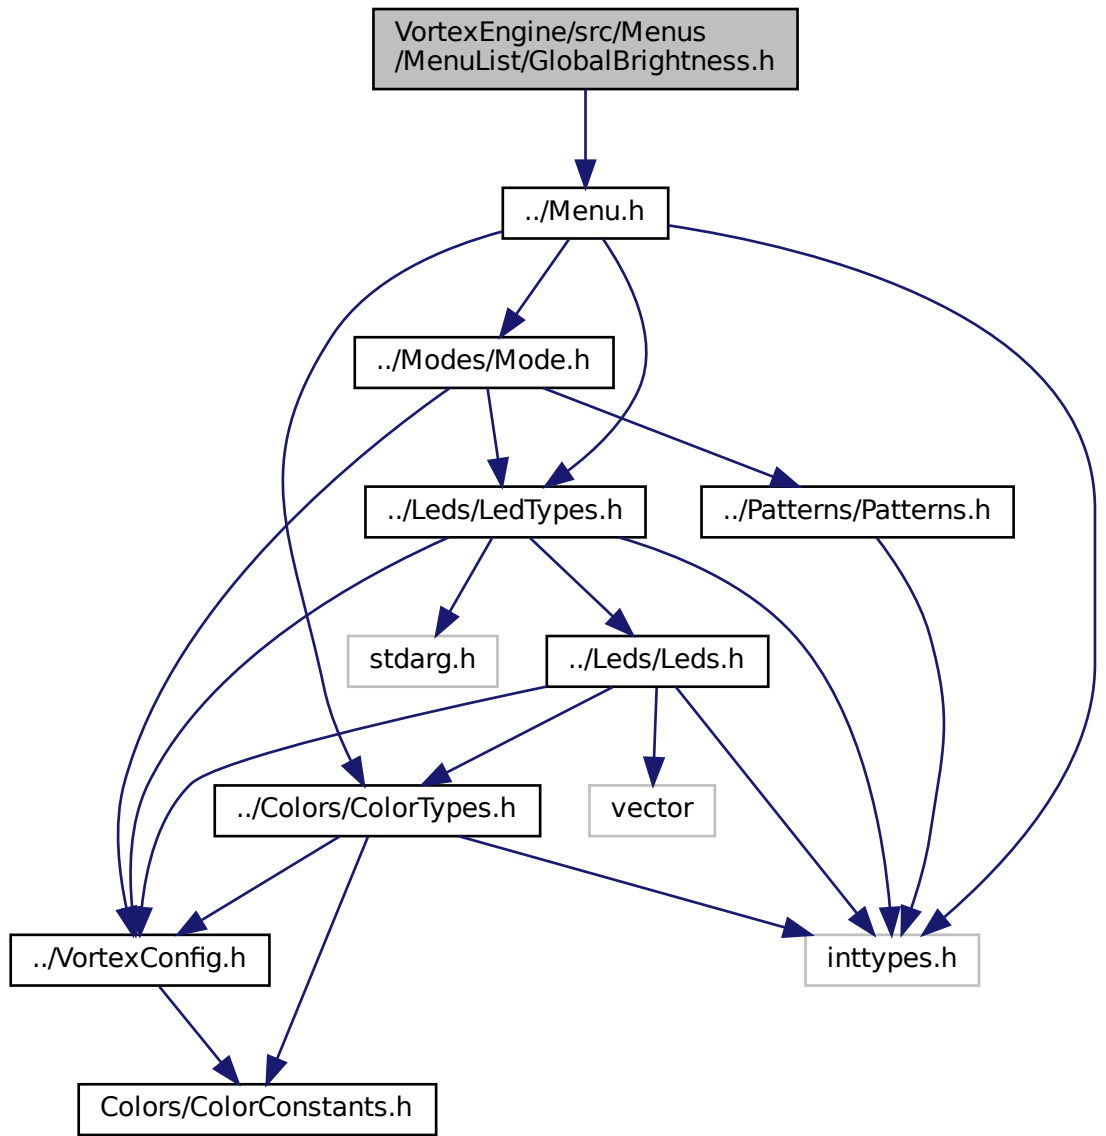 VortexEngine/src/Menus
/MenuList/GlobalBrightness.h
../Menu.h
../Modes/Mode.h
../Leds/LedTypes.h
../Patterns/Patterns.h
stdarg.h
../Leds/Leds.h
../Colors/ColorTypes.h
vector
../VortexConfig.h
inttypes.h
Colors/ColorConstants.h